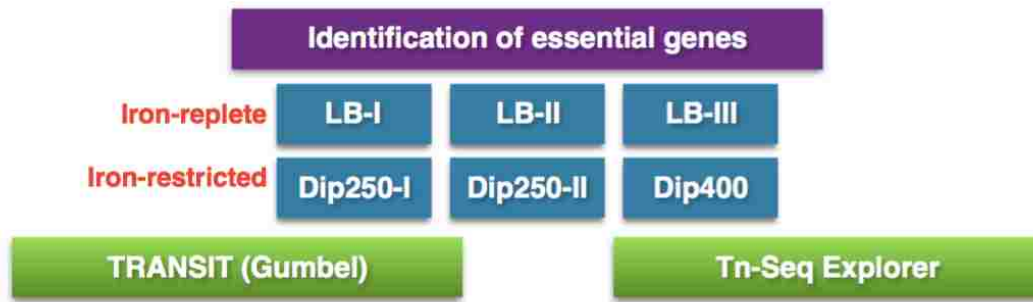 Identification of essential genes
Iron-replete LB-I LB-II LB-III
Iron-restricted Dip250-I Dip250-II Dip400
TRANSIT (Gumbel) Tn-Seq Explorer